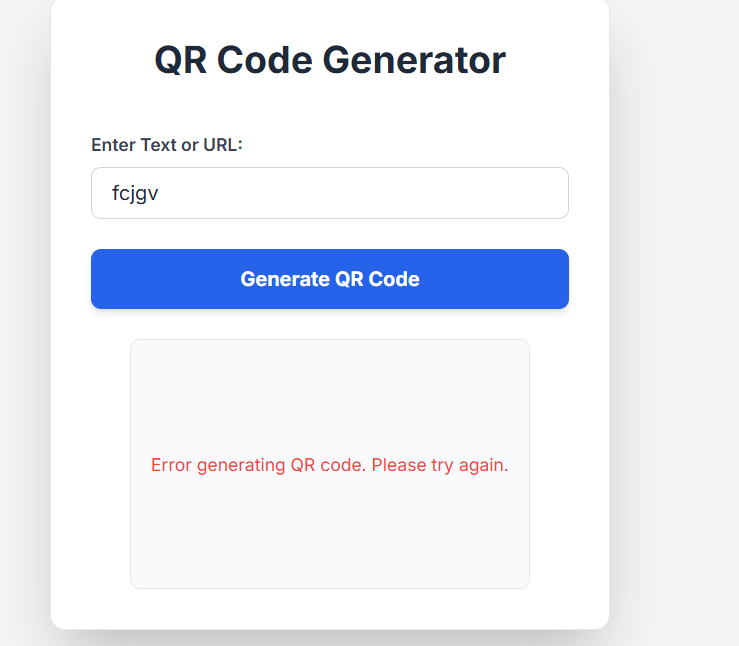 QR Code Generator
Enter Text or URL:
fcjgv
Generate QR Code
Error generating QR code. Please try again.